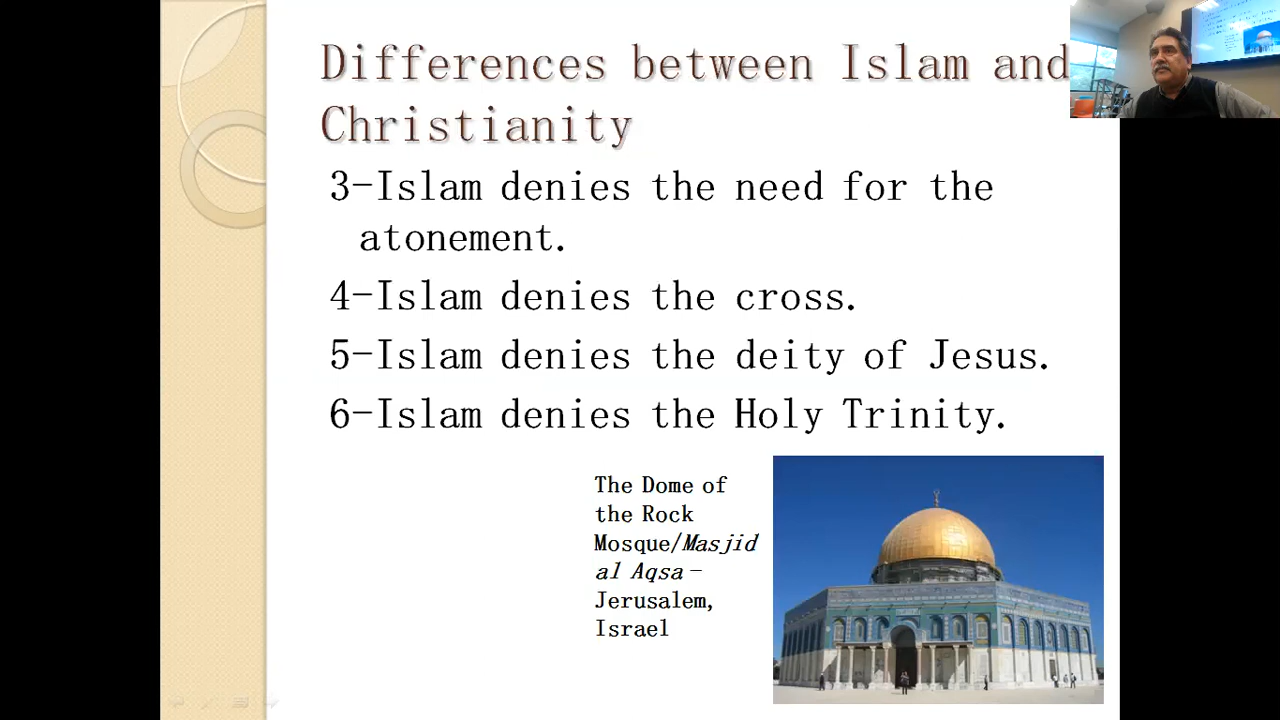 Differences between Islam and
Christianity
3-Islam denies the need for the
atonement.
4-Islam denies the cross.
5-Islam denies the deity of Jesus.
6-Islam denies the Holy Trinity.
The Dome of
the Rock
Mosque/Masjid
al Aqsa –
Jerusalem,
Israel